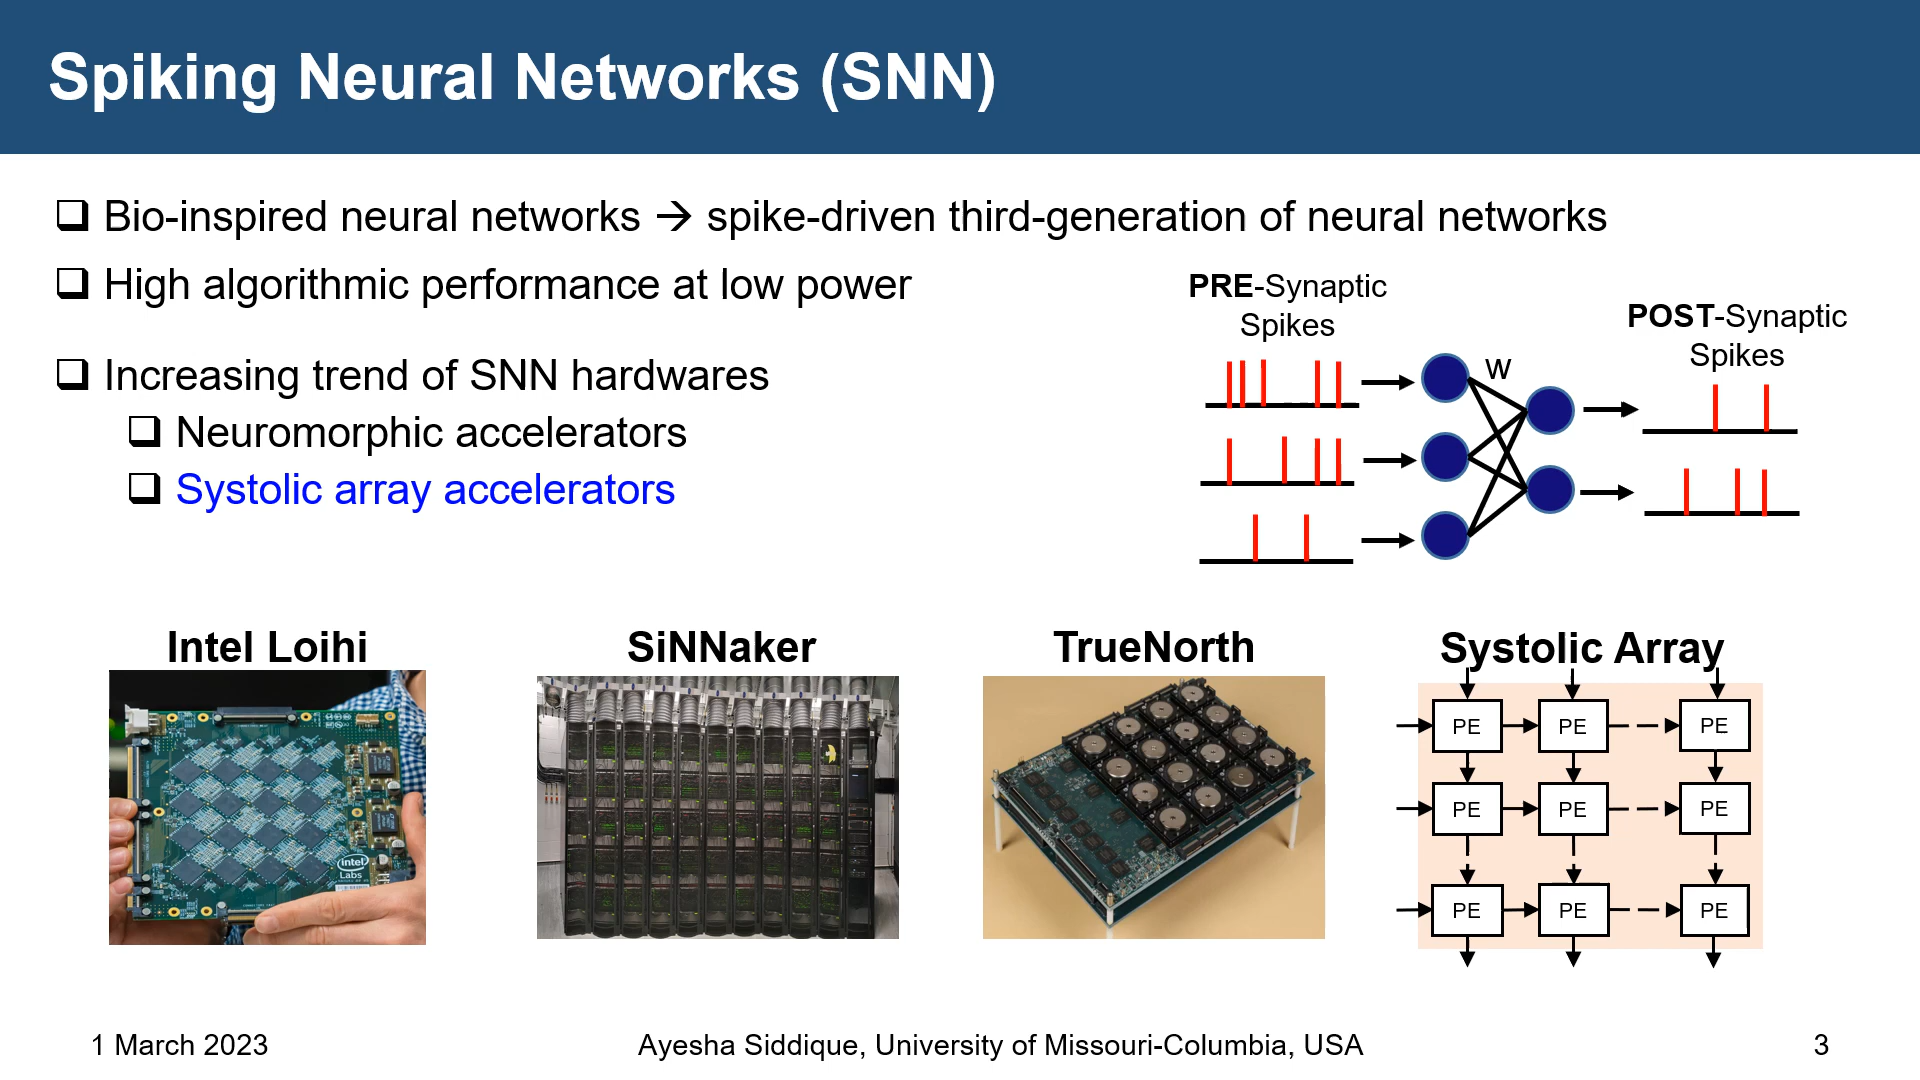 Spiking Neural Networks (SNN)
Bio-inspired neural networks → spike-driven third-generation of neural networks
High algorithmic performance at low power
Increasing trend of SNN hardwares
Neuromorphic accelerators
Systolic array accelerators
PRE-Synaptic
Spikes
W
POST-Synaptic
Spikes
Intel Loihi
SiNNaker
TrueNorth
Systolic Array
intel
Labs
PE PE PE
PE PE PE
PE PE PE
1 March 2023
Ayesha Siddique, University of Missouri-Columbia, USA
3